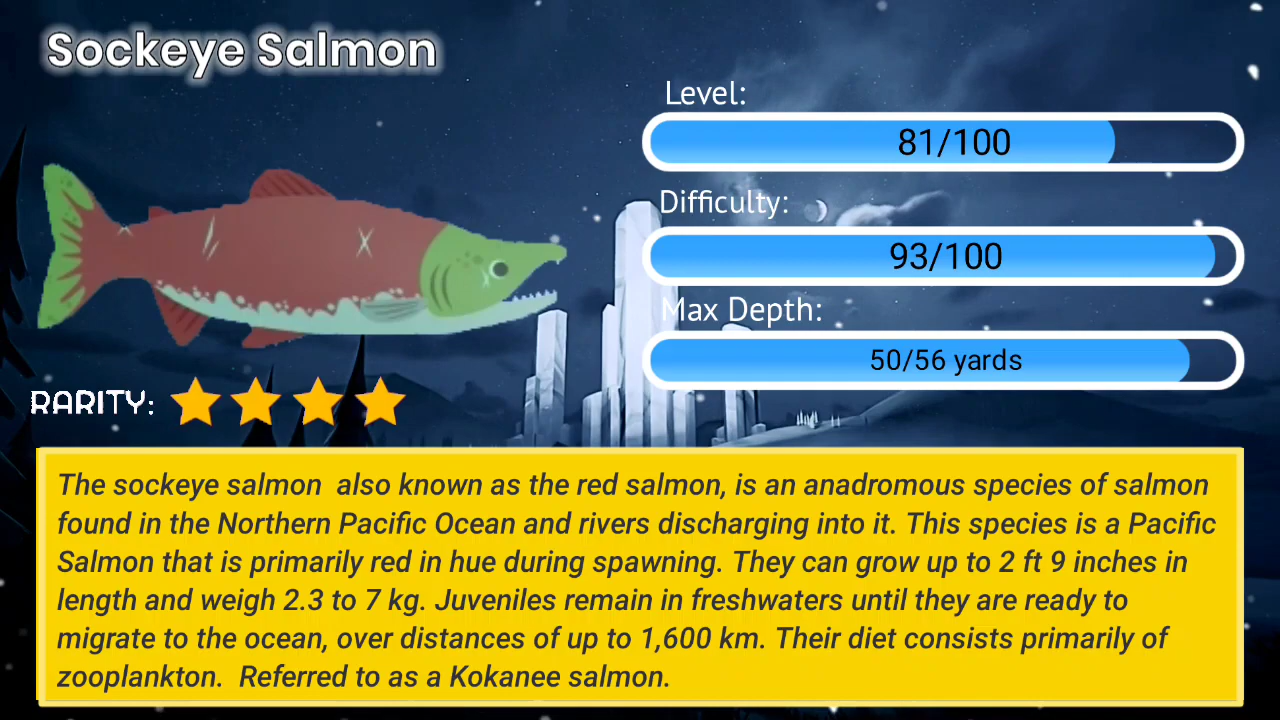 Sockeye Salmon
Level:
81/100
Difficulty:
93/100
Max Depth:
50/56 yards
RARITY:
The sockeye salmon  also known as the red salmon, is an anadromous species of salmon
found in the Northern Pacific Ocean and rivers discharging into it. This species is a Pacific
Salmon that is primarily red in hue during spawning. They can grow up to 2 ft 9 inches in
length and weigh 2.3 to 7 kg. Juveniles remain in freshwaters until they are ready to
migrate to the ocean, over distances of up to 1,600 km. Their diet consists primarily of
zooplankton.  Referred to as a Kokanee salmon.